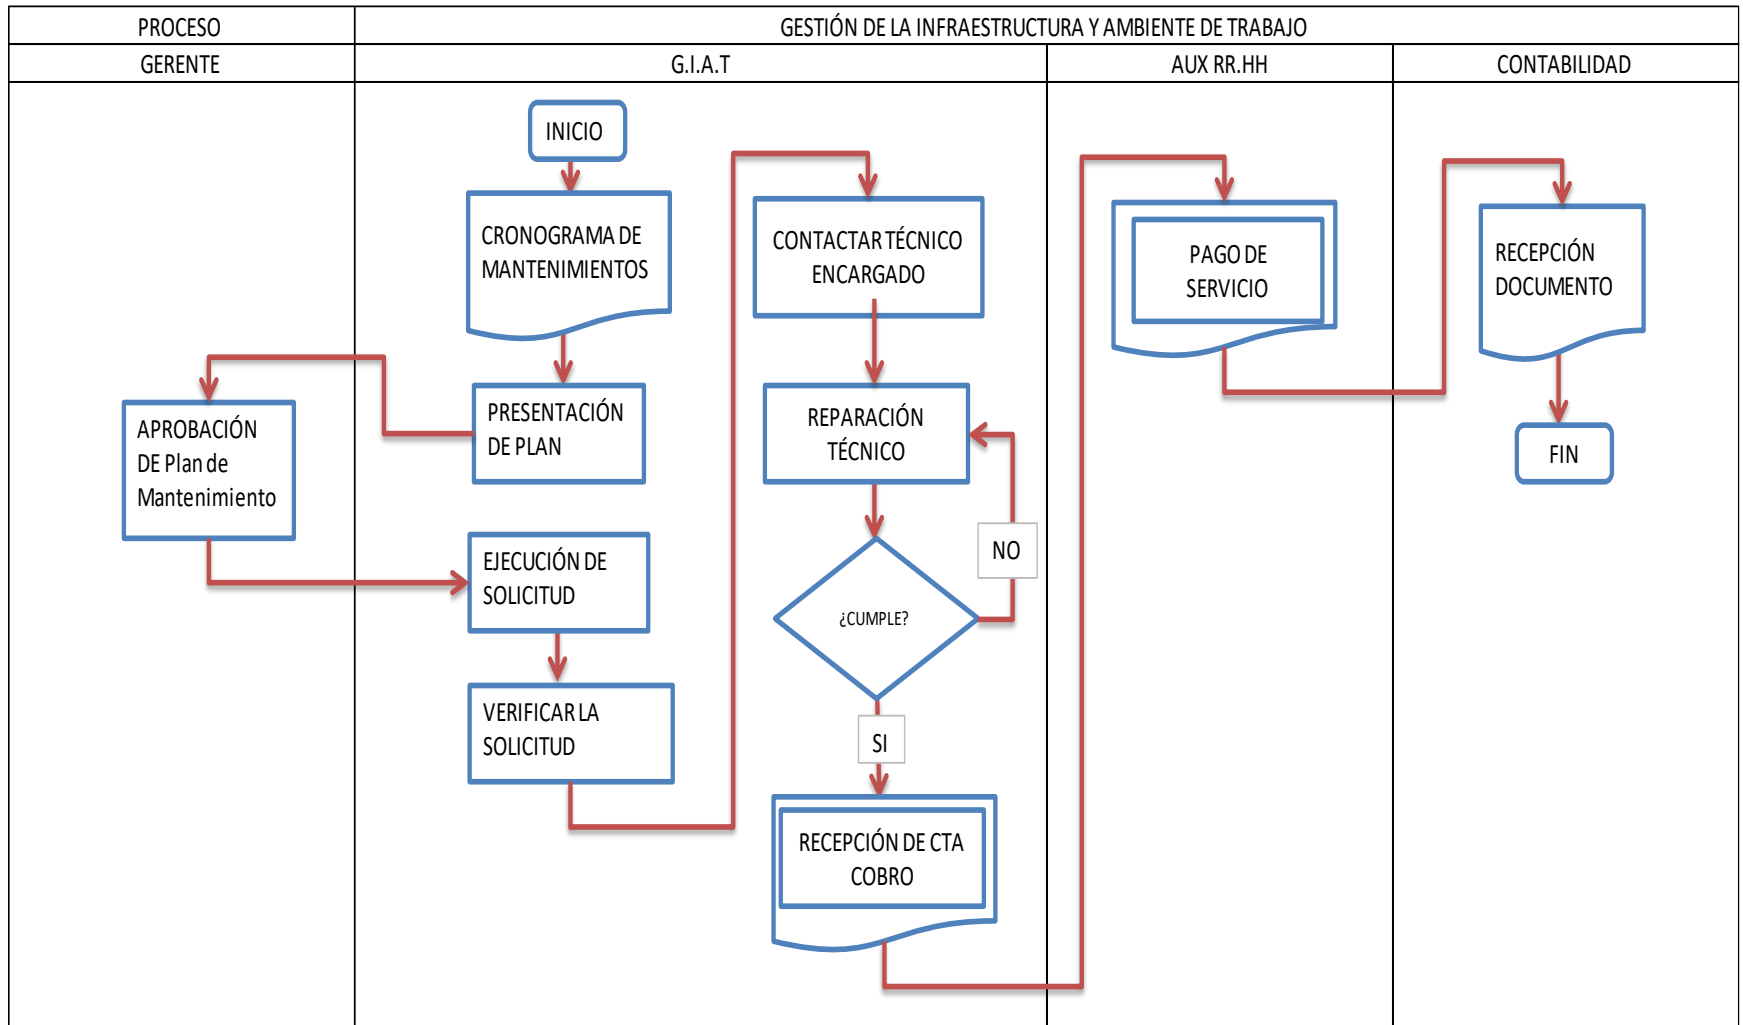 PROCESO
GESTIÓN DE LA INFRAESTRUCTURA Y AMBIENTE DE TRABAJO
GERENTE
G.I.A.T
AUX RR.HH
CONTABILIDAD
INICIO
CRONOGRAMA DE
MANTENIMIENTOS
PRESENTACIÓN
DE PLAN
APROBACIÓN
DE Plan de
Mantenimiento
EJECUCIÓN DE
SOLICITUD
VERIFICAR LA
SOLICITUD
CONTACTAR TÉCNICO
ENCARGADO
REPARACIÓN
TÉCNICO
¿CUMPLE?
NO
SI
RECEPCIÓN DE CTA
COBRO
PAGO DE
SERVICIO
RECEPCIÓN
DOCUMENTO
FIN